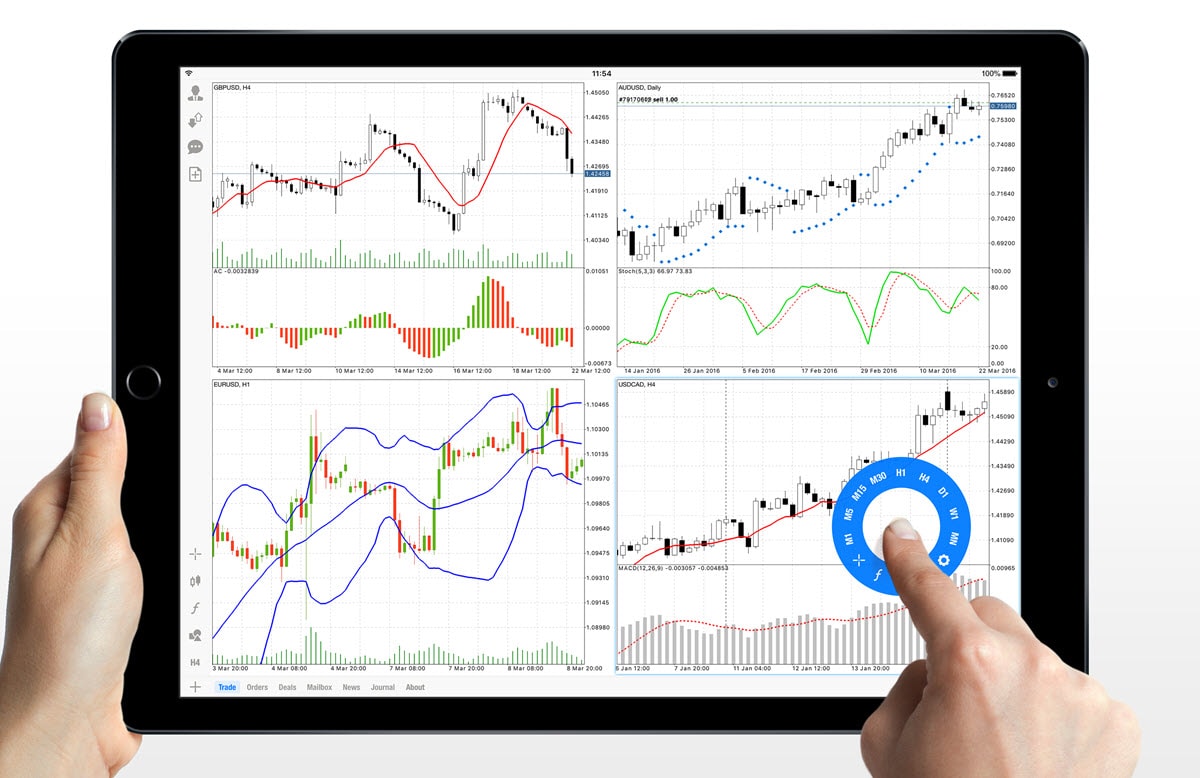 11:54
100%
GBPUSD, H4
1.45050
1.44265
1.43480
1.42695
1.42458
1.41910
1.41125
1.40340
AC -0.0032839
0.01051
0.00000
-0.00673
4 Mar 12:00
8 Mar 12:00
10 Mar 12:00
14 Mar 12:00
16 Mar 12:00
18 Mar 12:00
22 Mar 12:00
AUDUSD, Daily
sell 1.00
0.76520
0.75980
0.75300
0.74080
0.72860
0.71640
0.70420
0.69200
Stoch(5,3,3) 66.97 73.83
100.00
80.00
20.00
0.00
14 Jan 2016
26 Jan 2016
5 Feb 2016
17 Feb 2016
29 Feb 2016
10 Mar 2016
22 Mar 2016
EURUSD, H1
1.10465
1.10300
1.10135
1.09970
1.09805
1.09640
1.09475
1.09310
1.09145
1.08980
3 Mar 20:00
4 Mar 08:00
4 Mar 20:00
7 Mar 08:00
7 Mar 20:00
8 Mar 08:00
8 Mar 20:00
USDCAD, H4
1.45890
1.45090
1.44290
1.43490
1.42690
1.41890
1.41090
M1
M5
M15
M30
H1
H4
D1
W1
MN
f
MACD(12,26,9) -0.003057 -0.004853
0.00965
5 Jan 12:00
7 Jan 20:00
11 Jan 04:00
12 Jan 12:00
13 Jan 20:00
f
H4
Trade
Orders
Deals
Mailbox
News
Journal
About